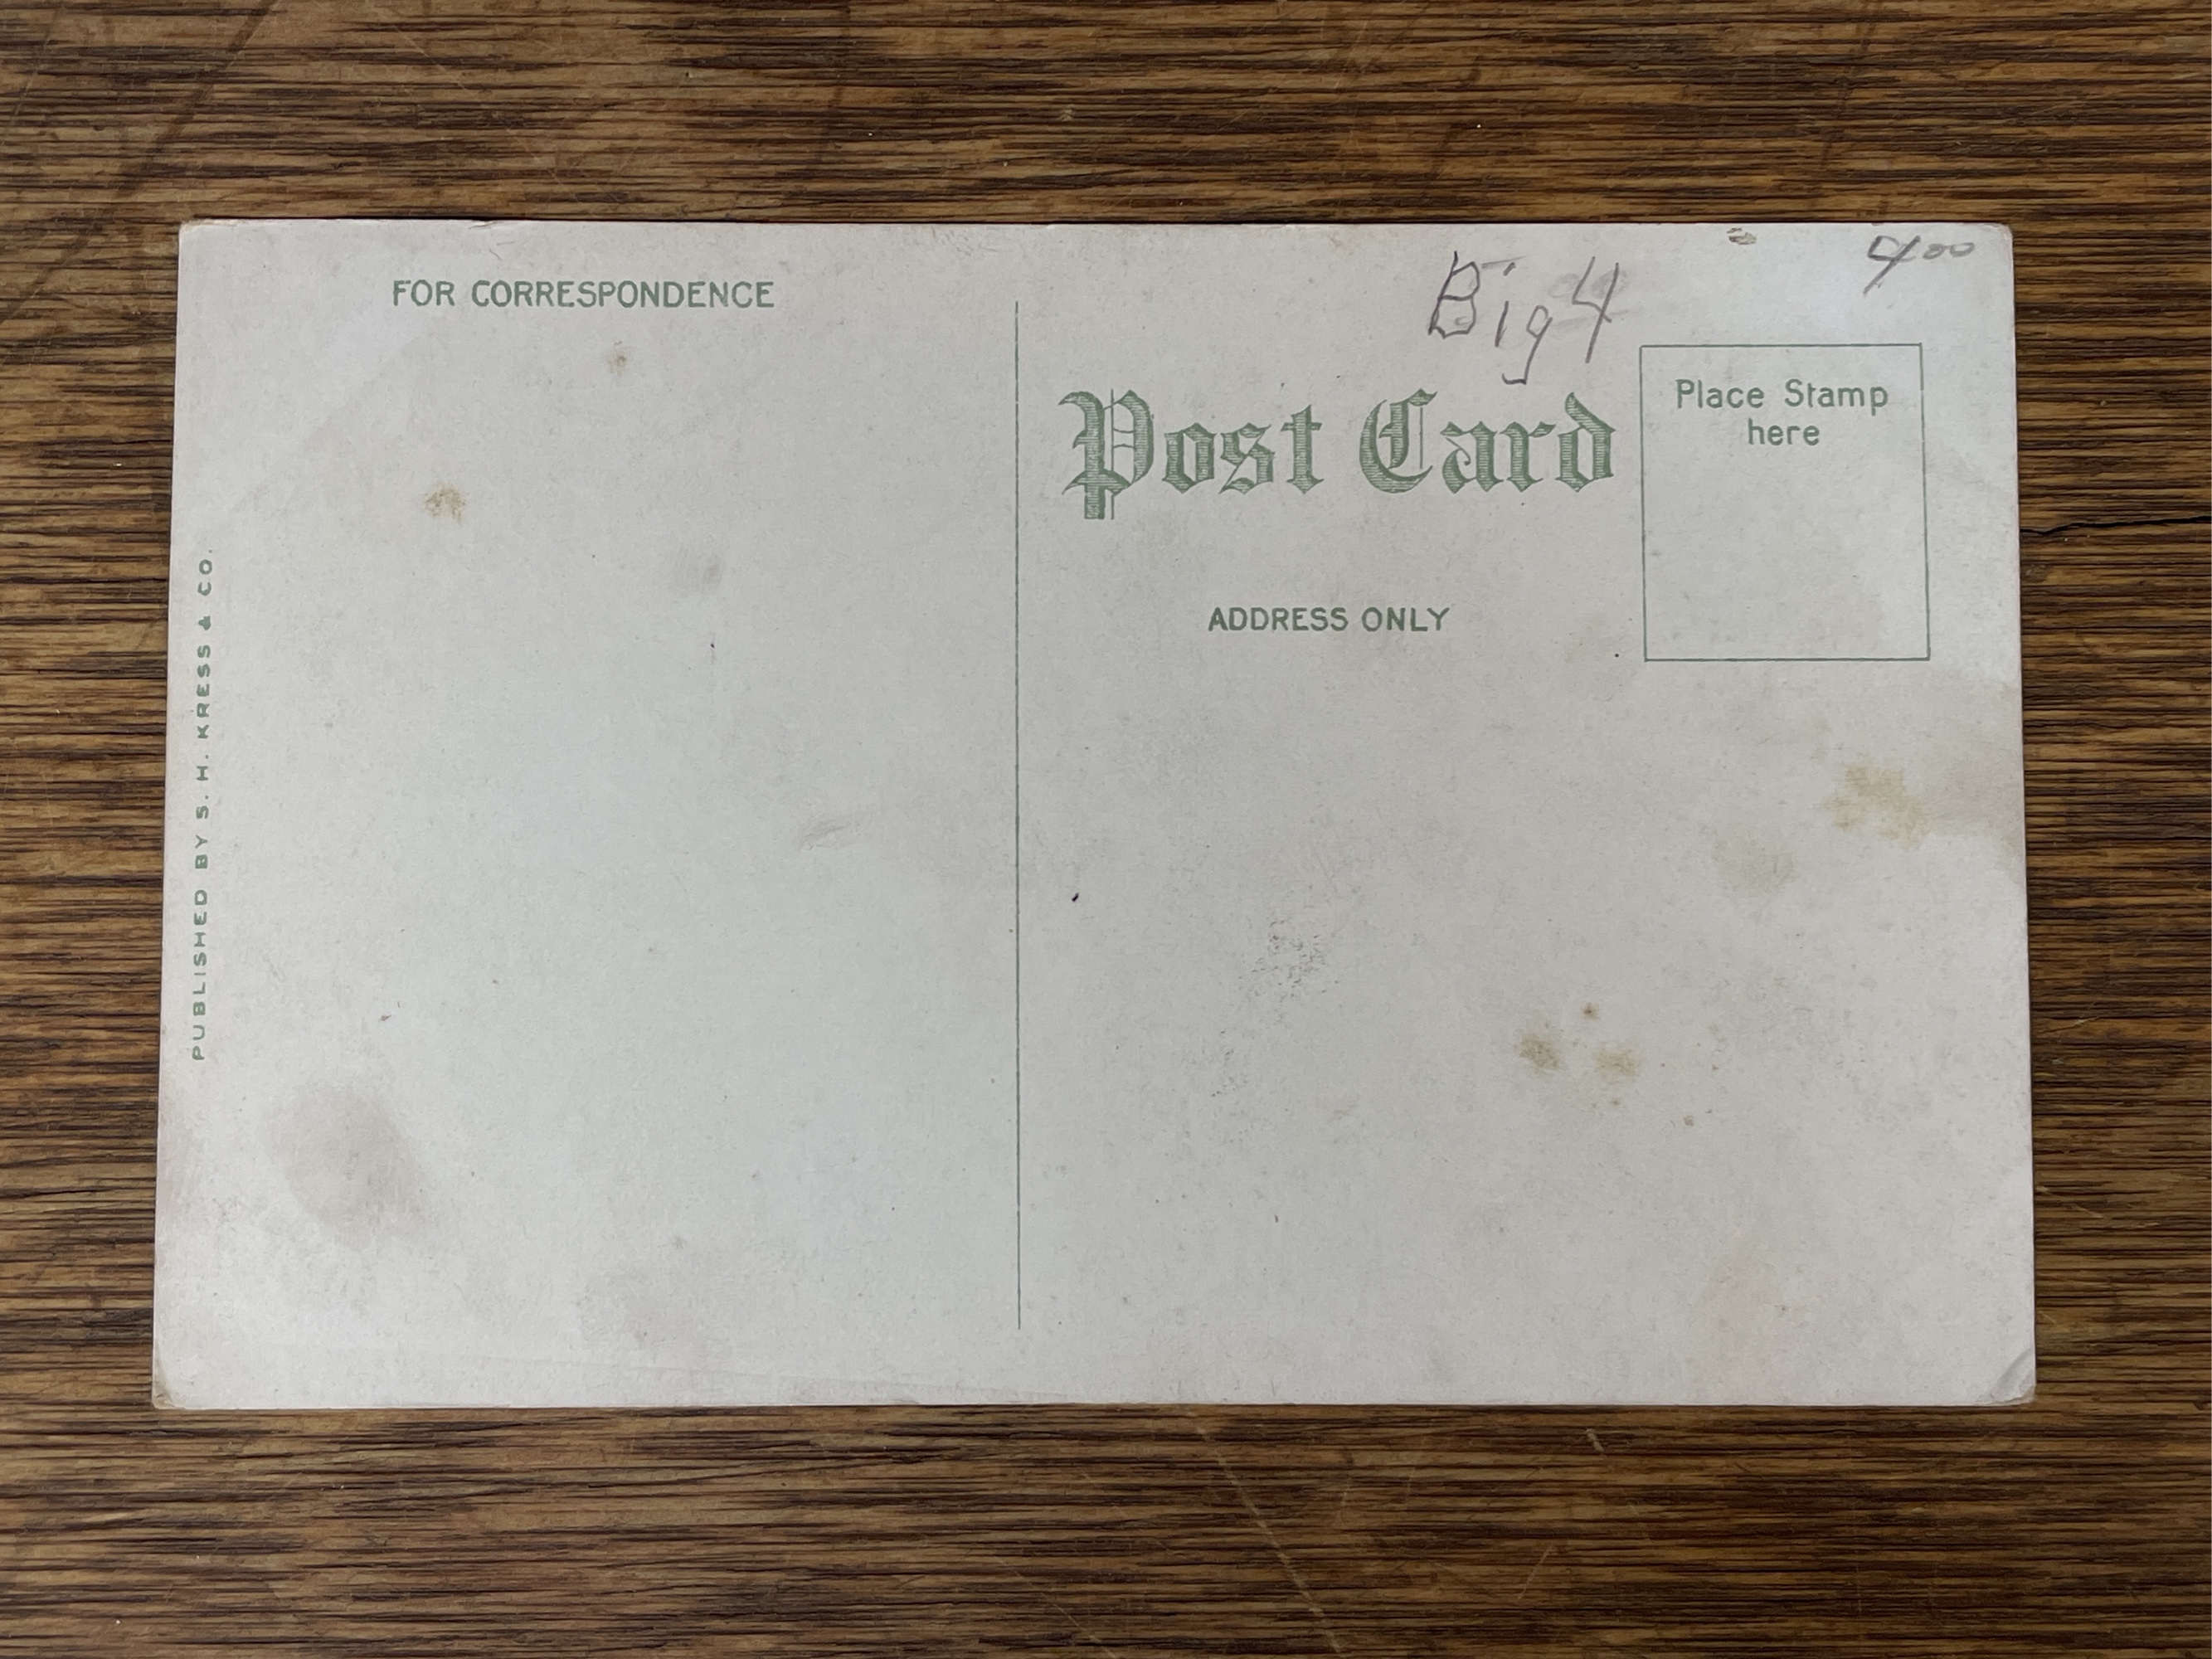 FOR CORRESPONDENCE
Big 4
400
Post Card
Place Stamp
here
ADDRESS ONLY
PUBLISHED BY S. H. KRESS & CO.